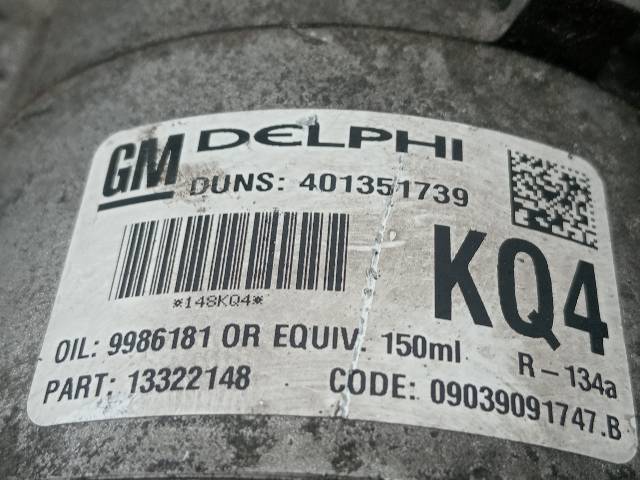 GM DELPHI
DUNS: 401351739
*148KQ4*
KQ4
OIL: 9986181 OR EQUIV. 150ml R-134a
PART: 13322148 CODE: 09039091747.B